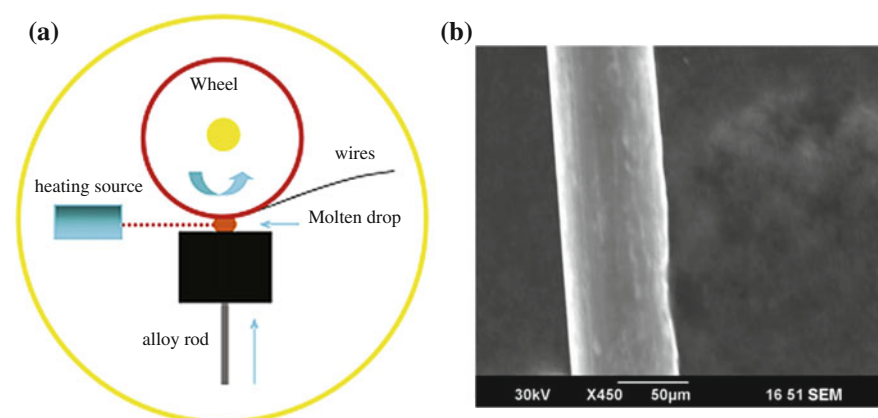 (a)
Wheel
wires
heating source
Molten drop
alloy rod
(b)
30kV X450 50µm 16 51 SEM